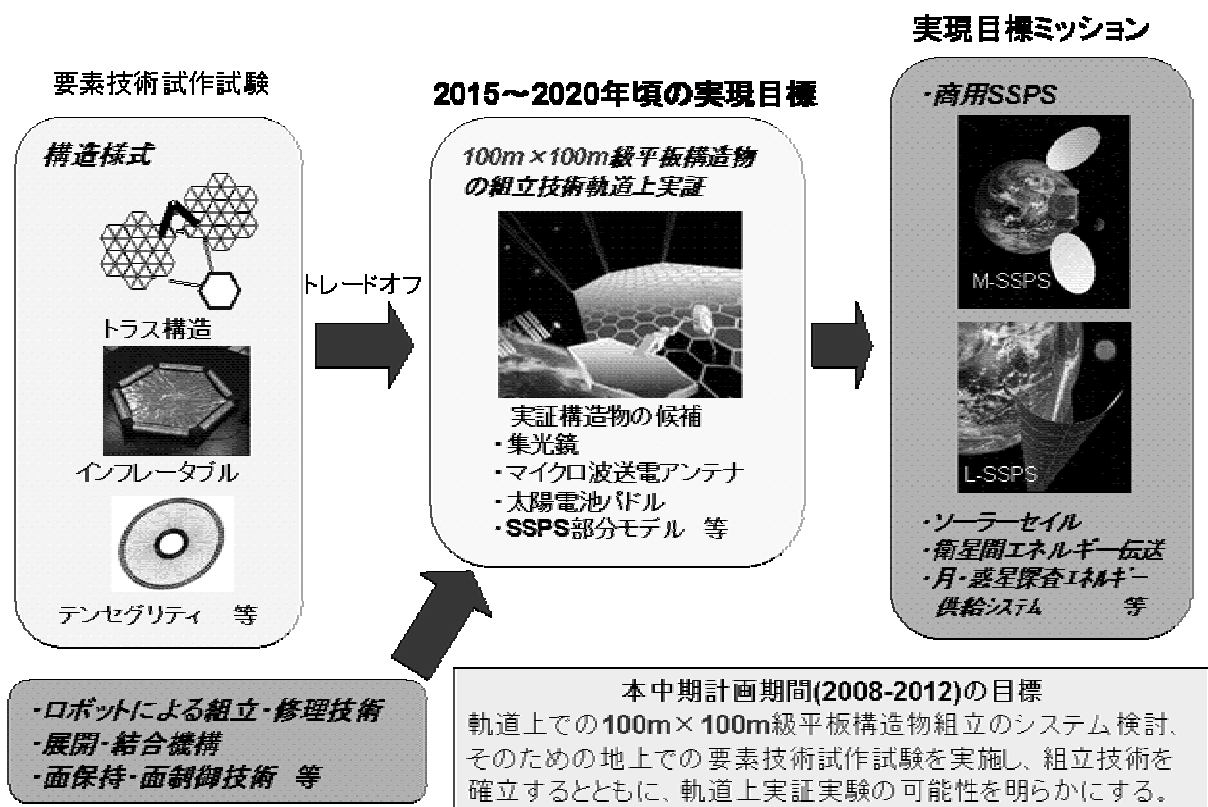 要素技術試作試験
構造様式
トラス構造
インフレータブル
テンセグリティ 等
トレードオフ
・ロボットによる組立・修理技術
・展開・結合機構
・面保持・面制御技術 等
2015～2020年頃の実現目標
100m×100m級平板構造物
の組立技術軌道上実証
実証構造物の候補
・集光鏡
・マイクロ波送電アンテナ
・太陽電池パドル
・SSPS部分モデル 等
実現目標ミッション
・商用SSPS
M-SSPS
L-SSPS
・ソーラーセイル
・衛星間エネルギー伝送
・月・惑星探査エネルギー
供給システム 等
本中期計画期間(2008-2012)の目標
軌道上での100m×100m級平板構造物組立のシステム検討、
そのための地上での要素技術試作試験を実施し、組立技術を
確立するとともに、軌道上実証実験の可能性を明らかにする。